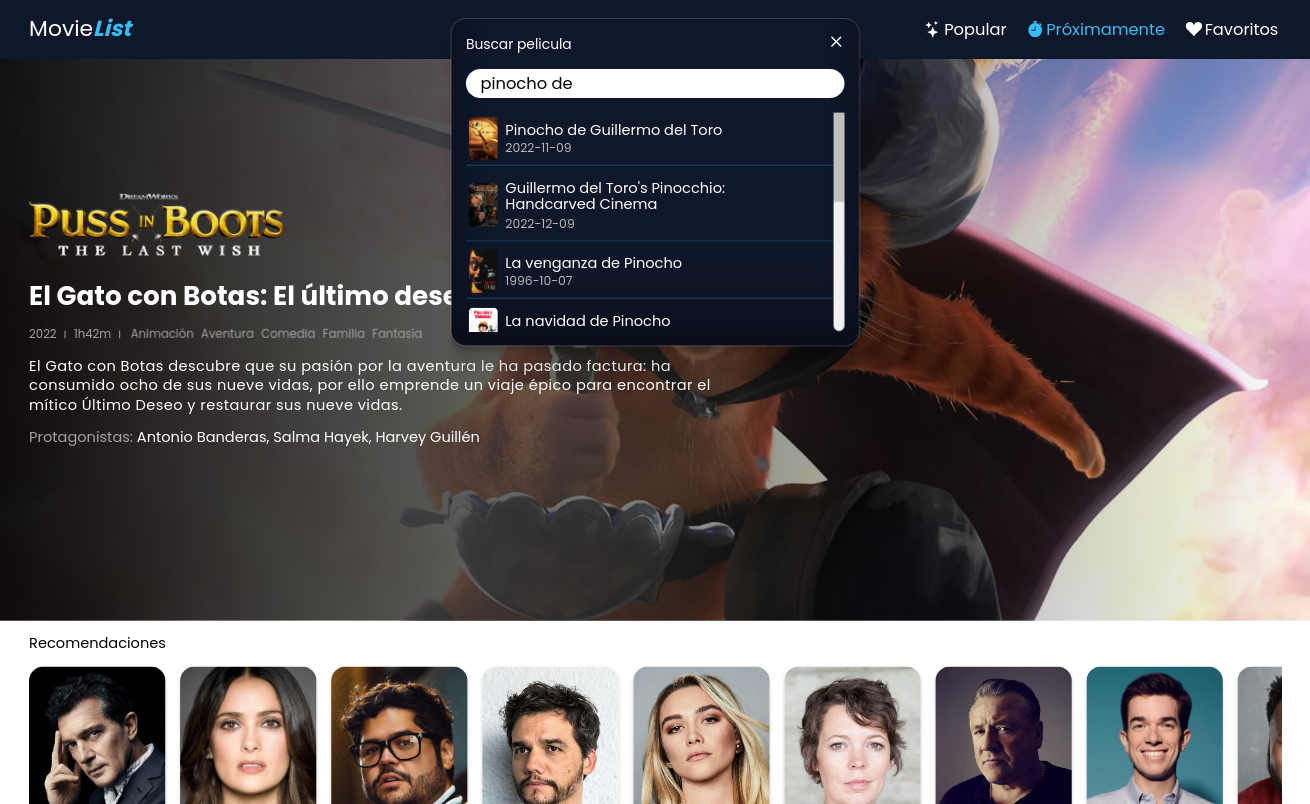 MovieList
Popular
Próximamente
Favoritos
Buscar pelicula
pinocho de
Pinocho de Guillermo del Toro
2022-11-09
Guillermo del Toro's Pinocchio:
Handcarved Cinema
2022-12-09
La venganza de Pinocho
1996-10-07
La navidad de Pinocho
DREAMWORKS
PUSS IN BOOTS
THE LAST WISH
El Gato con Botas: El último dese
2022 | 1h42m | Animación Aventura Comedia Familia Fantasía
El Gato con Botas descubre que su pasión por la aventura le ha pasado factura: ha
consumido ocho de sus nueve vidas, por ello emprende un viaje épico para encontrar el
mítico Último Deseo y restaurar sus nueve vidas.
Protagonistas: Antonio Banderas, Salma Hayek, Harvey Guillén
Recomendaciones